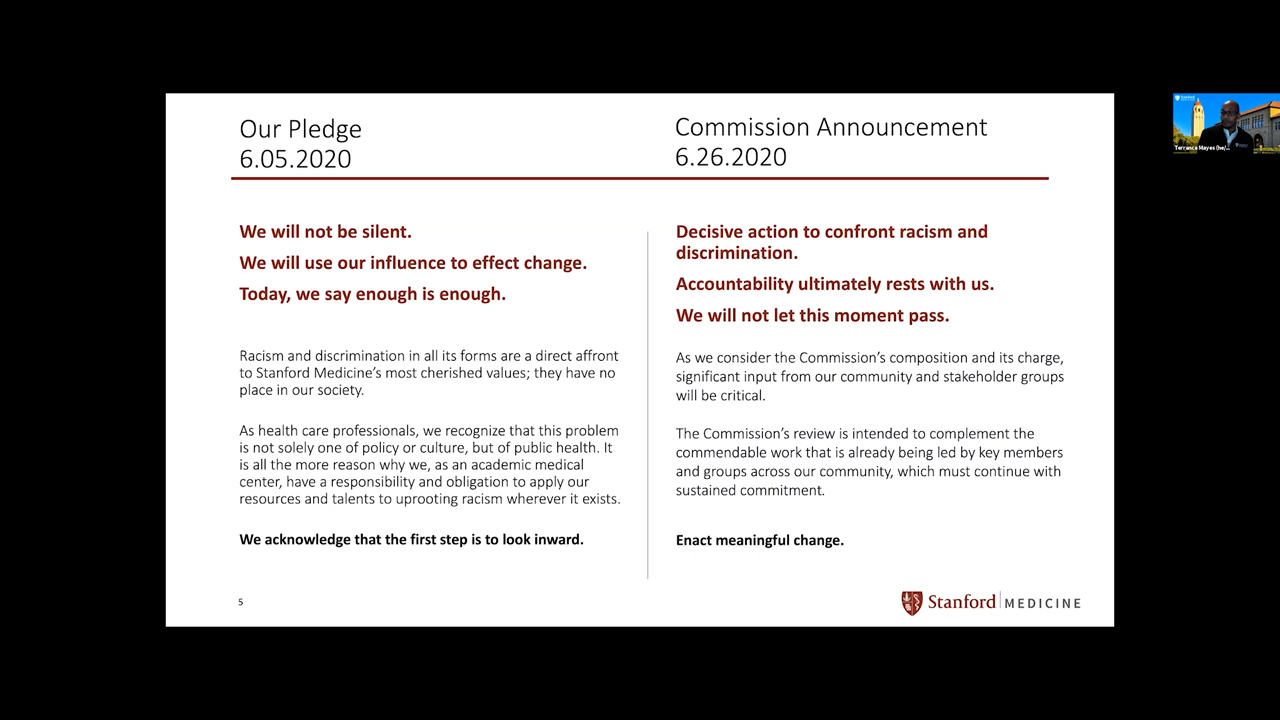 Our Pledge
6.05.2020
We will not be silent.
We will use our influence to effect change.
Today, we say enough is enough.
Racism and discrimination in all its forms are a direct affront
to Stanford Medicine's most cherished values; they have no
place in our society.
As health care professionals, we recognize that this problem
is not solely one of policy or culture, but of public health. It
is all the more reason why we, as an academic medical
center, have a responsibility and obligation to apply our
resources and talents to uprooting racism wherever it exists.
We acknowledge that the first step is to look inward.
Commission Announcement
6.26.2020
Decisive action to confront racism and
discrimination.
Accountability ultimately rests with us.
We will not let this moment pass.
As we consider the Commission's composition and its charge,
significant input from our community and stakeholder groups
will be critical.
The Commission's review is intended to complement the
commendable work that is already being led by key members
and groups across our community, which must continue with
sustained commitment.
Enact meaningful change.
5
Stanford MEDICINE
Stanford
Terrance Mayes (he/...